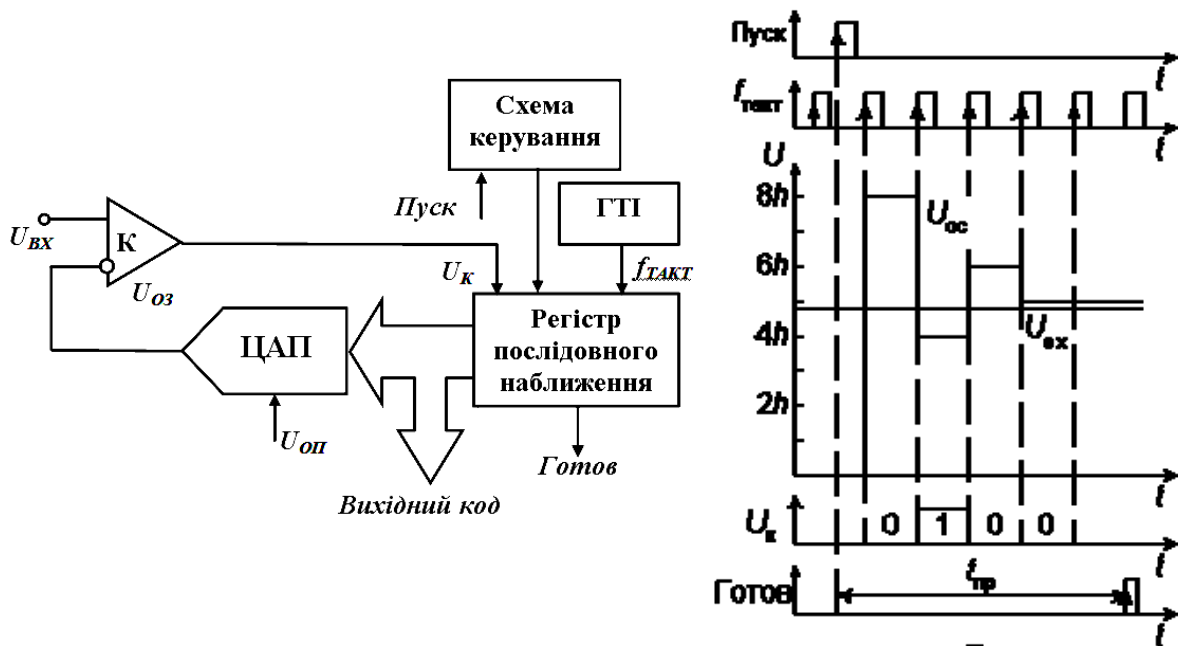 Схема
керування
Пуск
ГТІ
U_ВХ
К
U_К
f_ТАКТ
U_ОЗ
ЦАП
Регістр
послідовного
наближення
U_ОП
Готов
Вихідний код
Пуск
t
f_такт
t
U
8h
U_ос
6h
U_вх
4h
2h
t
U_к
0 1 0 0
t
t_пр
Готов
t